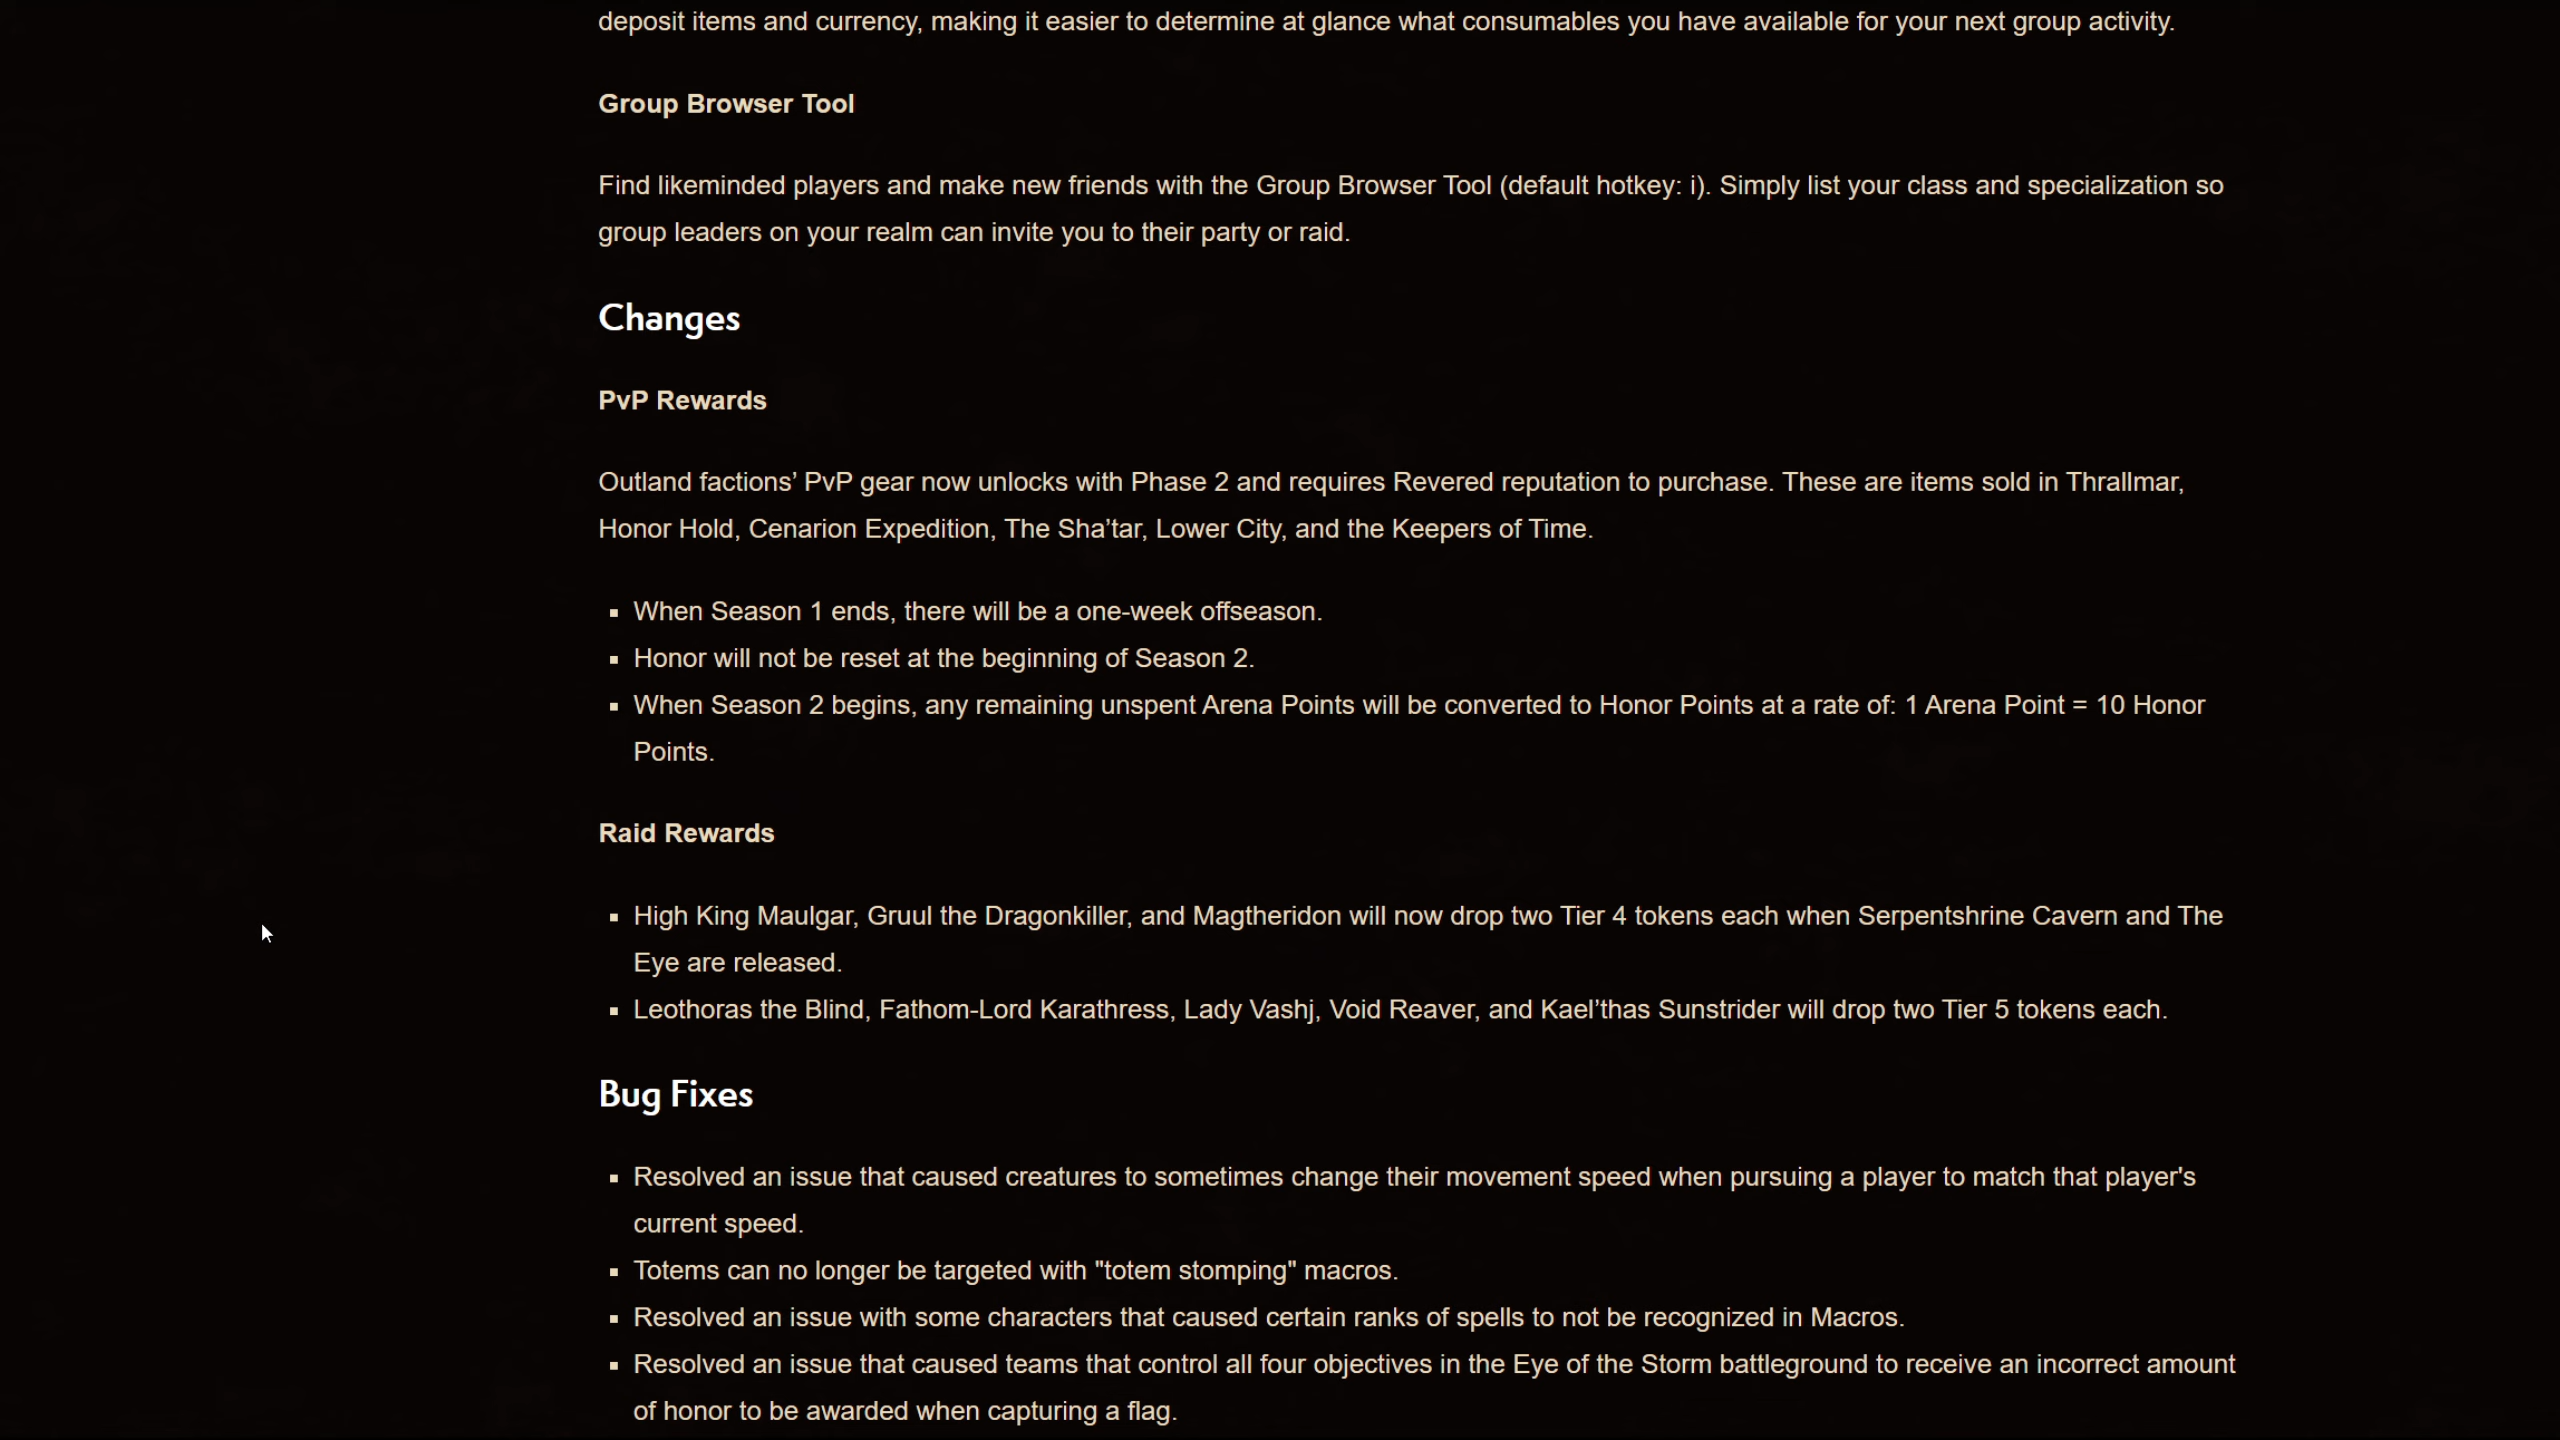 deposit items and currency, making it easier to determine at glance what consumables you have available for your next group activity.
Group Browser Tool
Find likeminded players and make new friends with the Group Browser Tool (default hotkey: i). Simply list your class and specialization so
group leaders on your realm can invite you to their party or raid.
Changes
PvP Rewards
Outland factions’ PvP gear now unlocks with Phase 2 and requires Revered reputation to purchase. These are items sold in Thrallmar,
Honor Hold, Cenarion Expedition, The Sha’tar, Lower City, and the Keepers of Time.
▪ When Season 1 ends, there will be a one-week offseason.
▪ Honor will not be reset at the beginning of Season 2.
▪ When Season 2 begins, any remaining unspent Arena Points will be converted to Honor Points at a rate of: 1 Arena Point = 10 Honor
Points.
Raid Rewards
▪ High King Maulgar, Gruul the Dragonkiller, and Magtheridon will now drop two Tier 4 tokens each when Serpentshrine Cavern and The
Eye are released.
▪ Leothoras the Blind, Fathom-Lord Karathress, Lady Vashj, Void Reaver, and Kael’thas Sunstrider will drop two Tier 5 tokens each.
Bug Fixes
▪ Resolved an issue that caused creatures to sometimes change their movement speed when pursuing a player to match that player's
current speed.
▪ Totems can no longer be targeted with "totem stomping" macros.
▪ Resolved an issue with some characters that caused certain ranks of spells to not be recognized in Macros.
▪ Resolved an issue that caused teams that control all four objectives in the Eye of the Storm battleground to receive an incorrect amount
of honor to be awarded when capturing a flag.